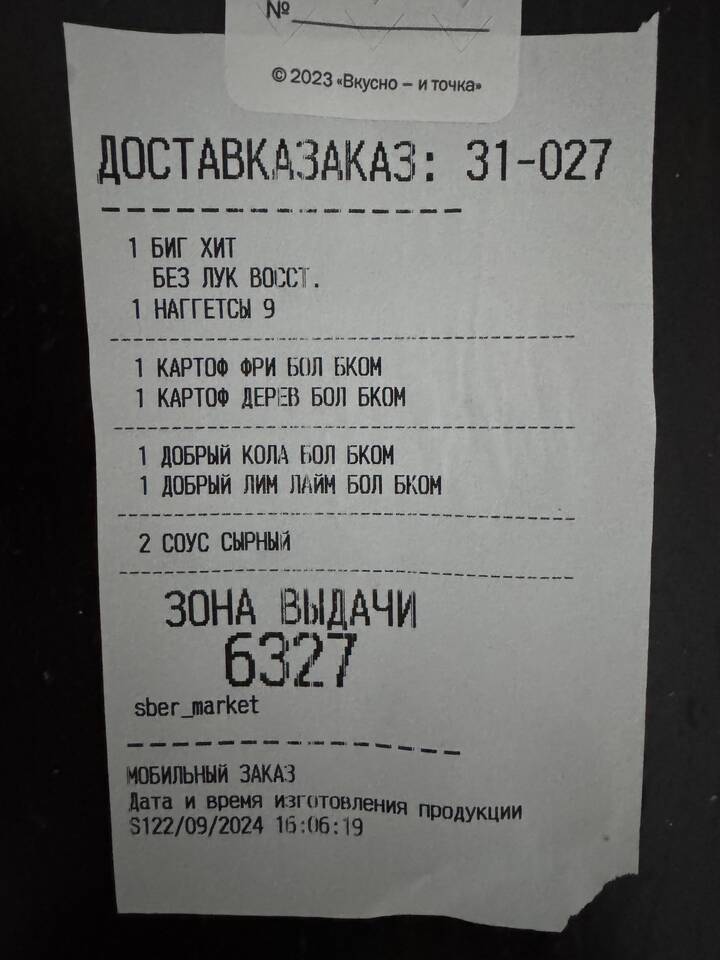 №
© 2023 «Вкусно – и точка»
ДОСТАВКАЗАКАЗ: 31-027
1 БИГ ХИТ
БЕЗ ЛУК ВОССТ.
1 НАГГЕТСЫ 9
1 КАРТОФ ФРИ БОЛ БКОМ
1 КАРТОФ ДЕРЕВ БОЛ БКОМ
1 ДОБРЫЙ КОЛА БОЛ БКОМ
1 ДОБРЫЙ ЛИМ ЛАЙМ БОЛ БКОМ
2 СОУС СЫРНЫЙ
ЗОНА ВЫДАЧИ
6327
sber_market
МОБИЛЬНЫЙ ЗАКАЗ
Дата и время изготовления продукции
S122/09/2024 16:06:19